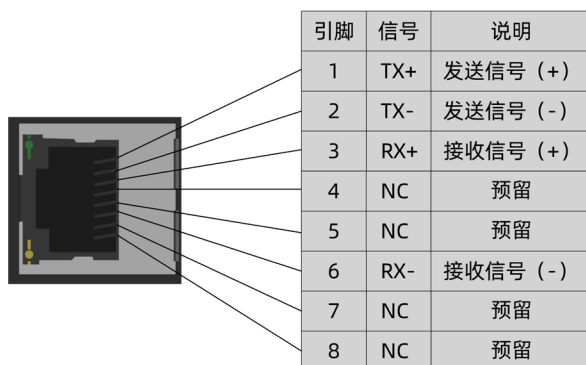 引脚 信号 说明
1 TX+ 发送信号（+）
2 TX- 发送信号（-）
3 RX+ 接收信号（+）
4 NC 预留
5 NC 预留
6 RX- 接收信号（-）
7 NC 预留
8 NC 预留